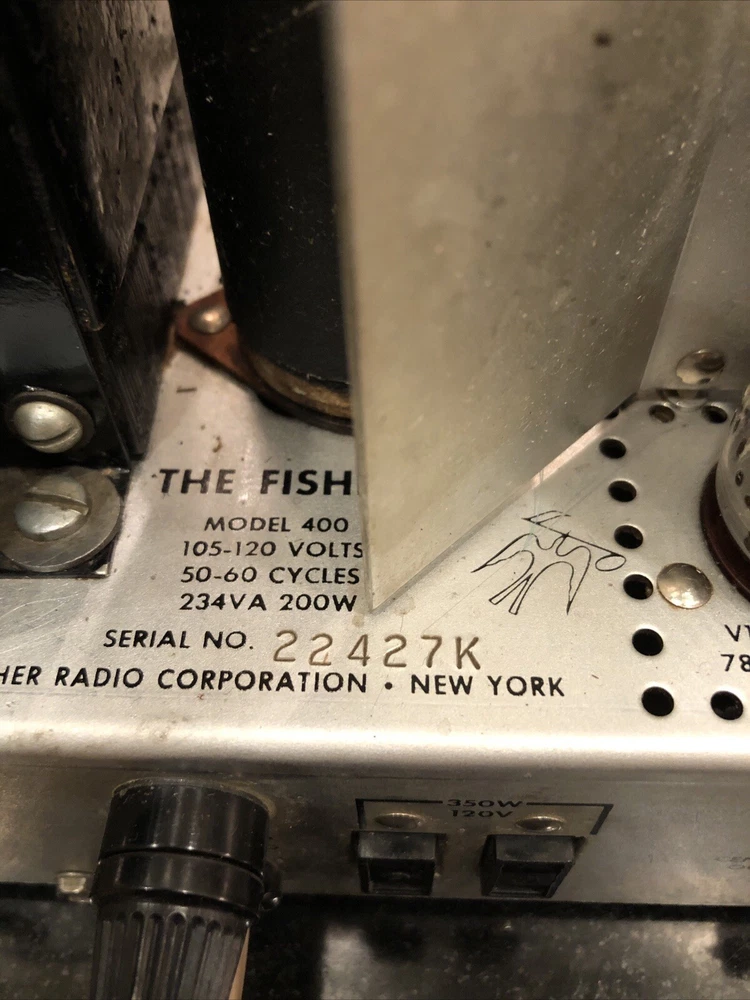 THE FISH
MODEL 400
105-120 VOLTS
50-60 CYCLES
234VA 200W
SERIAL NO. 22427K
HER RADIO CORPORATION • NEW YORK
78
350W
120V